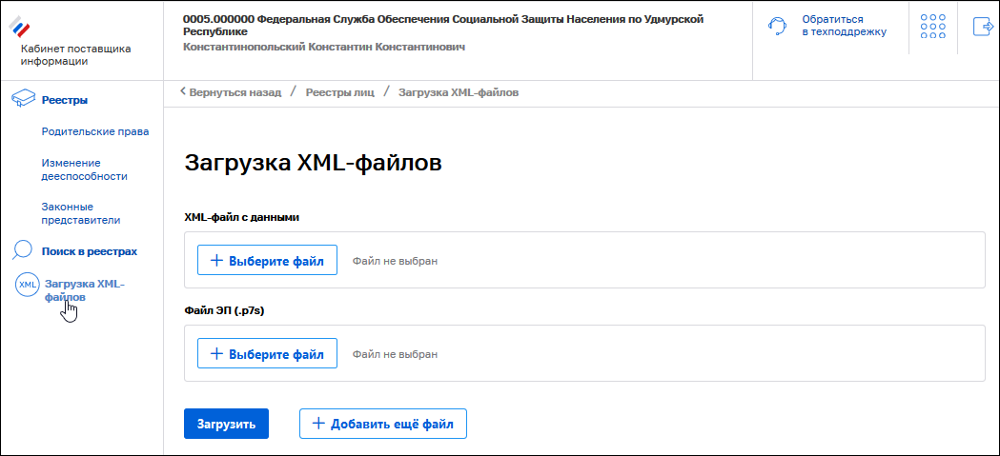 Кабинет поставщика
информации
0005.000000 Федеральная Служба Обеспечения Социальной Защиты Населения по Удмурской
Республике
Константинопольский Константин Константинович
Обратиться
в техподдержку
Реестры
Родительские права
Изменение
дееспособности
Законные
представители
Поиск в реестрах
XML
Загрузка XML-
файлов
Вернуться назад / Реестры лиц / Загрузка XML-файлов
Загрузка XML-файлов
XML-файл с данными
+ Выберите файл Файл не выбран
Файл ЭП (.p7s)
+ Выберите файл Файл не выбран
Загрузить + Добавить ещё файл